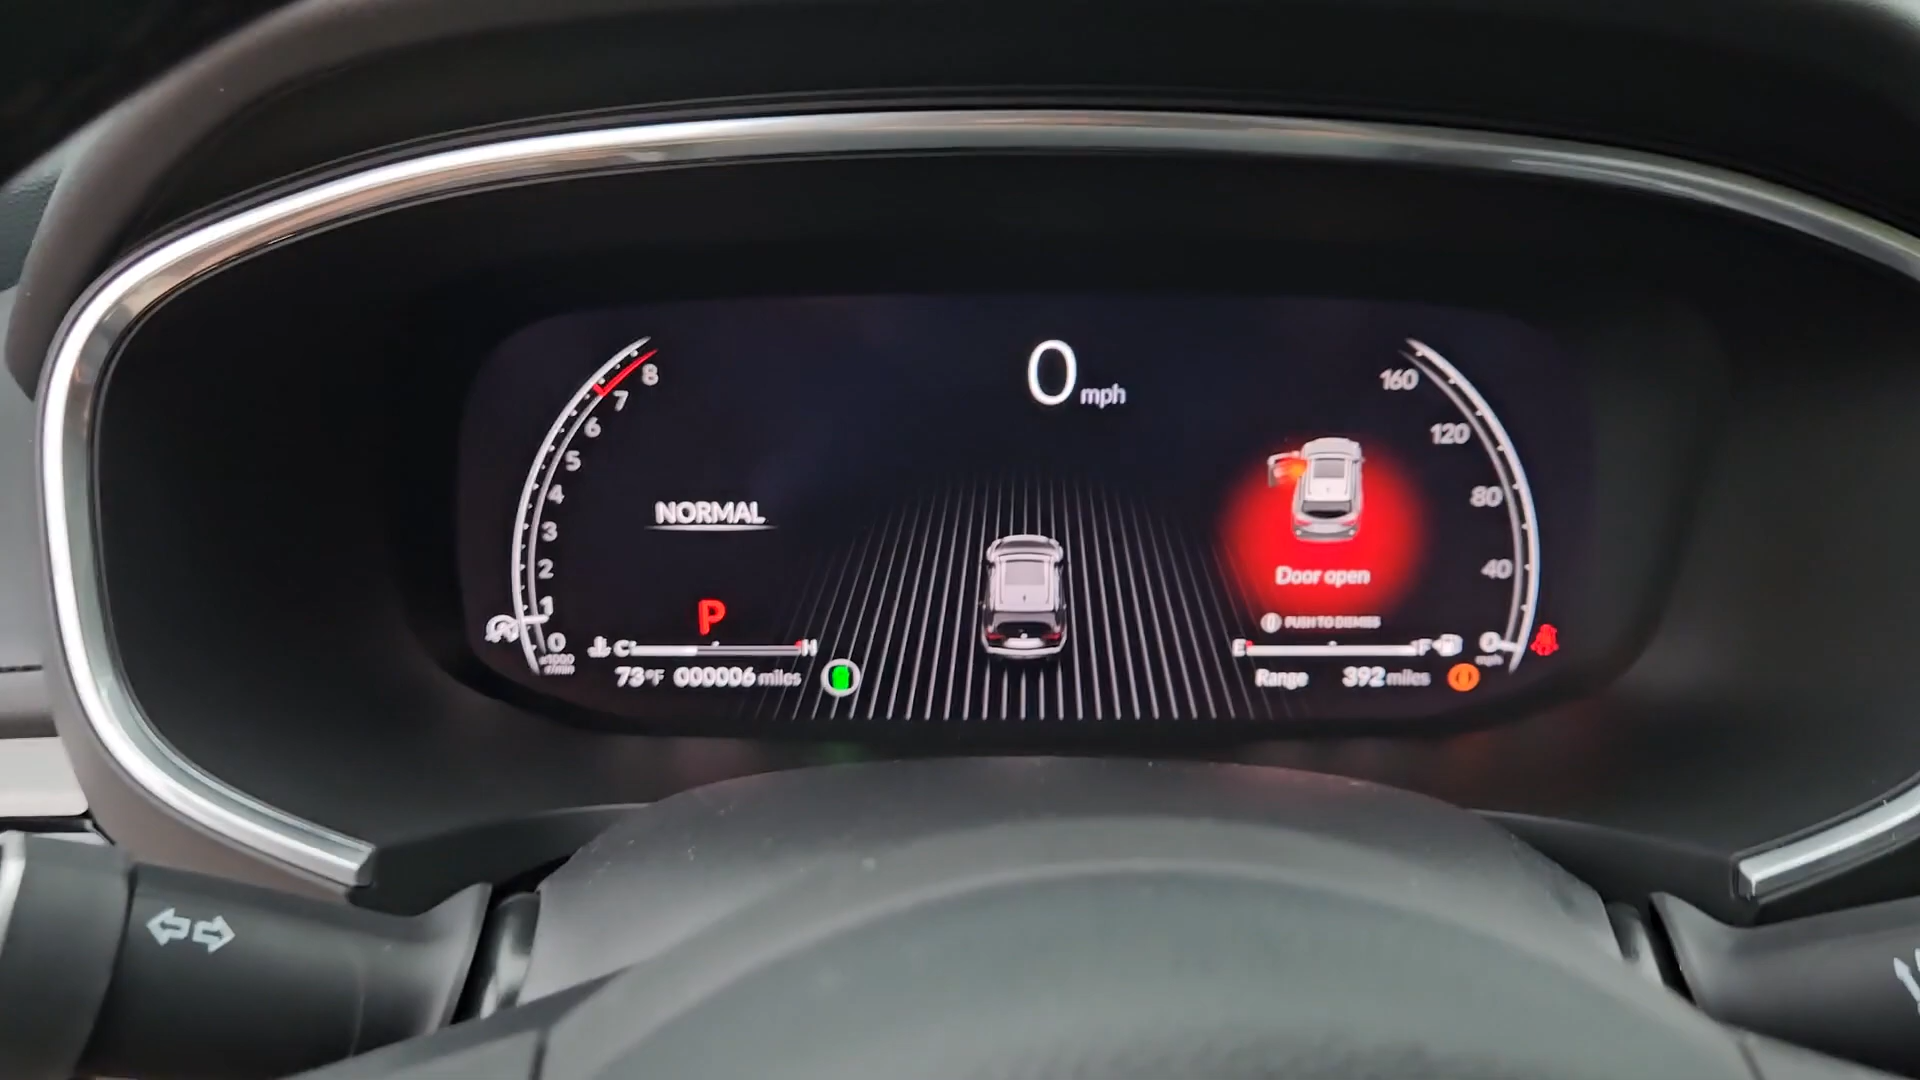 0 mph
8
7
6
5
4
3
2
1
0
x1000
r/min
NORMAL
P
C H
73°F 000006 miles
160
120
80
40
0
mph
Door open
PUSH TO DISMISS
E F
Range 392 miles